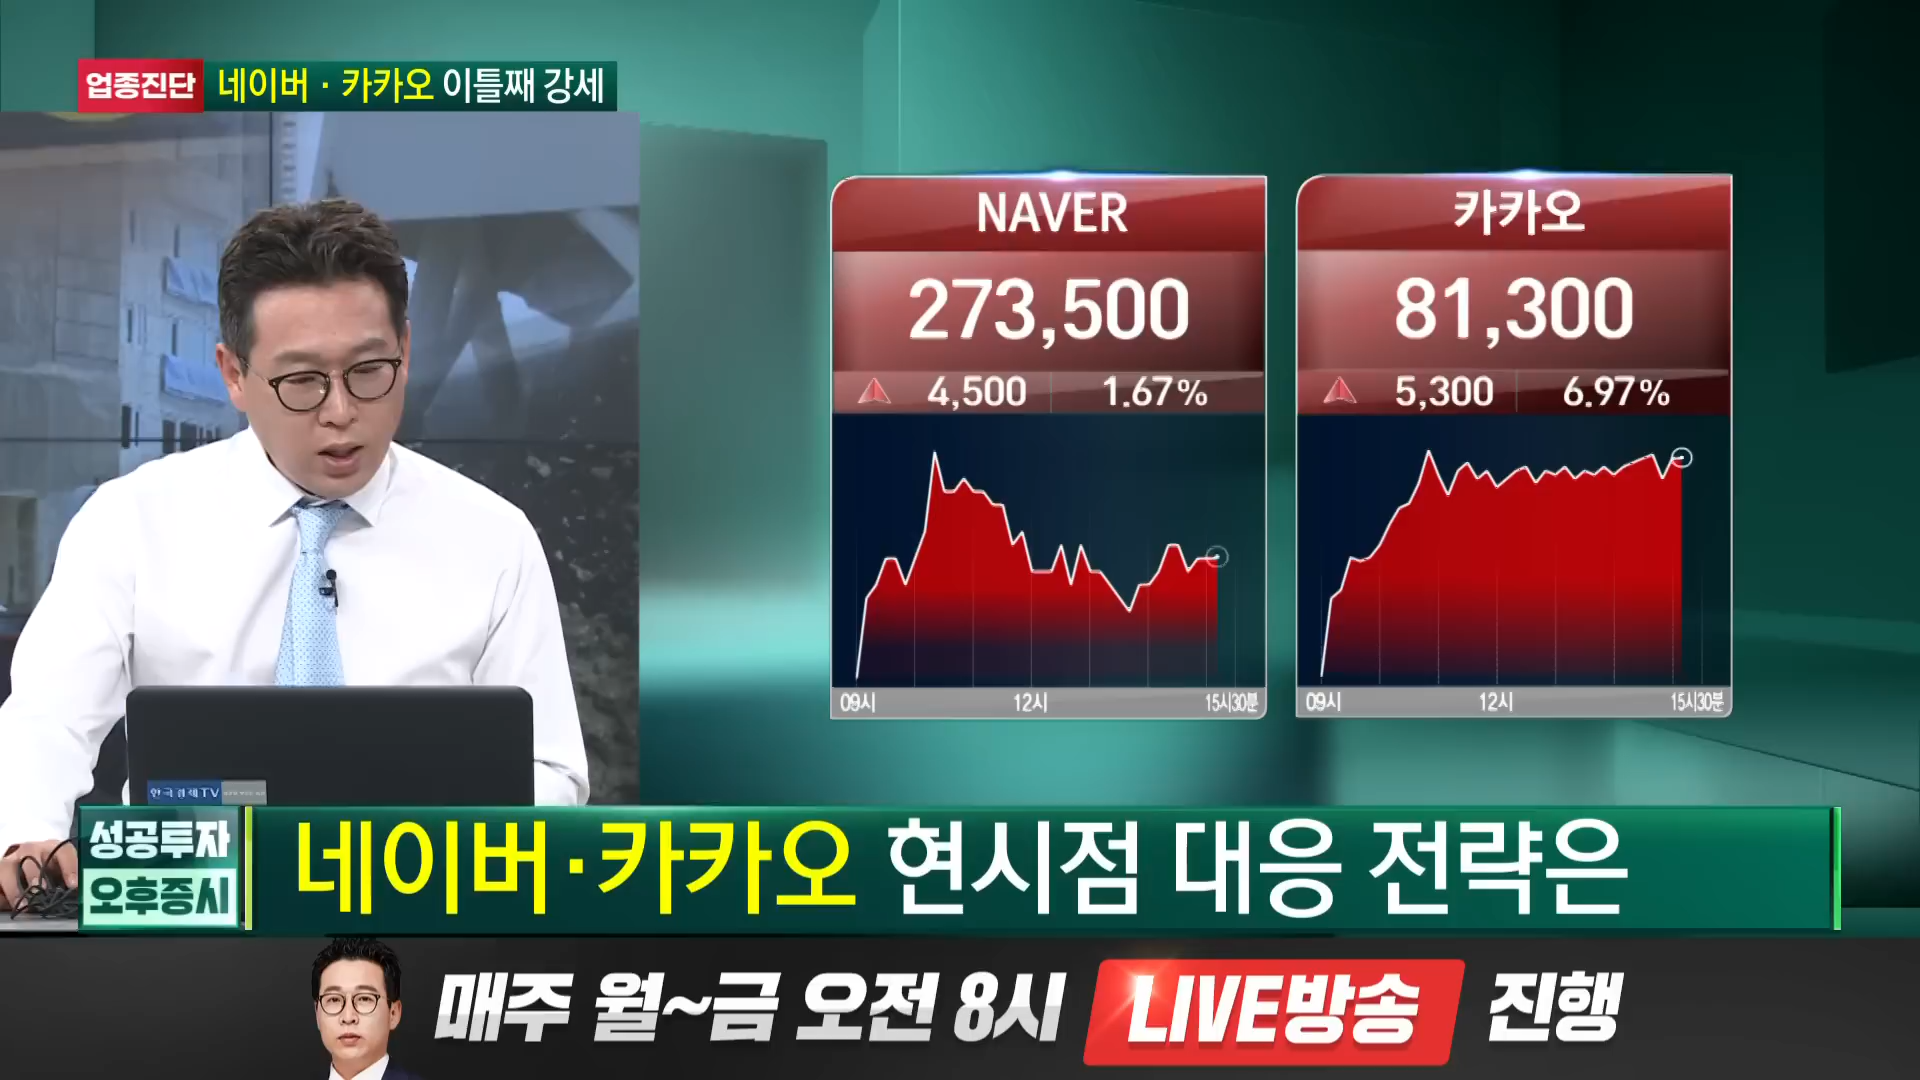 업종진단 네이버 · 카카오 이틀째 강세
NAVER
273,500
4,500 1.67%
09시 12시 15시30분
카카오
81,300
5,300 6.97%
09시 12시 15시30분
한국경제TV
성공투자
오후증시
네이버·카카오 현시점 대응 전략은
매주 월~금 오전 8시 LIVE방송 진행